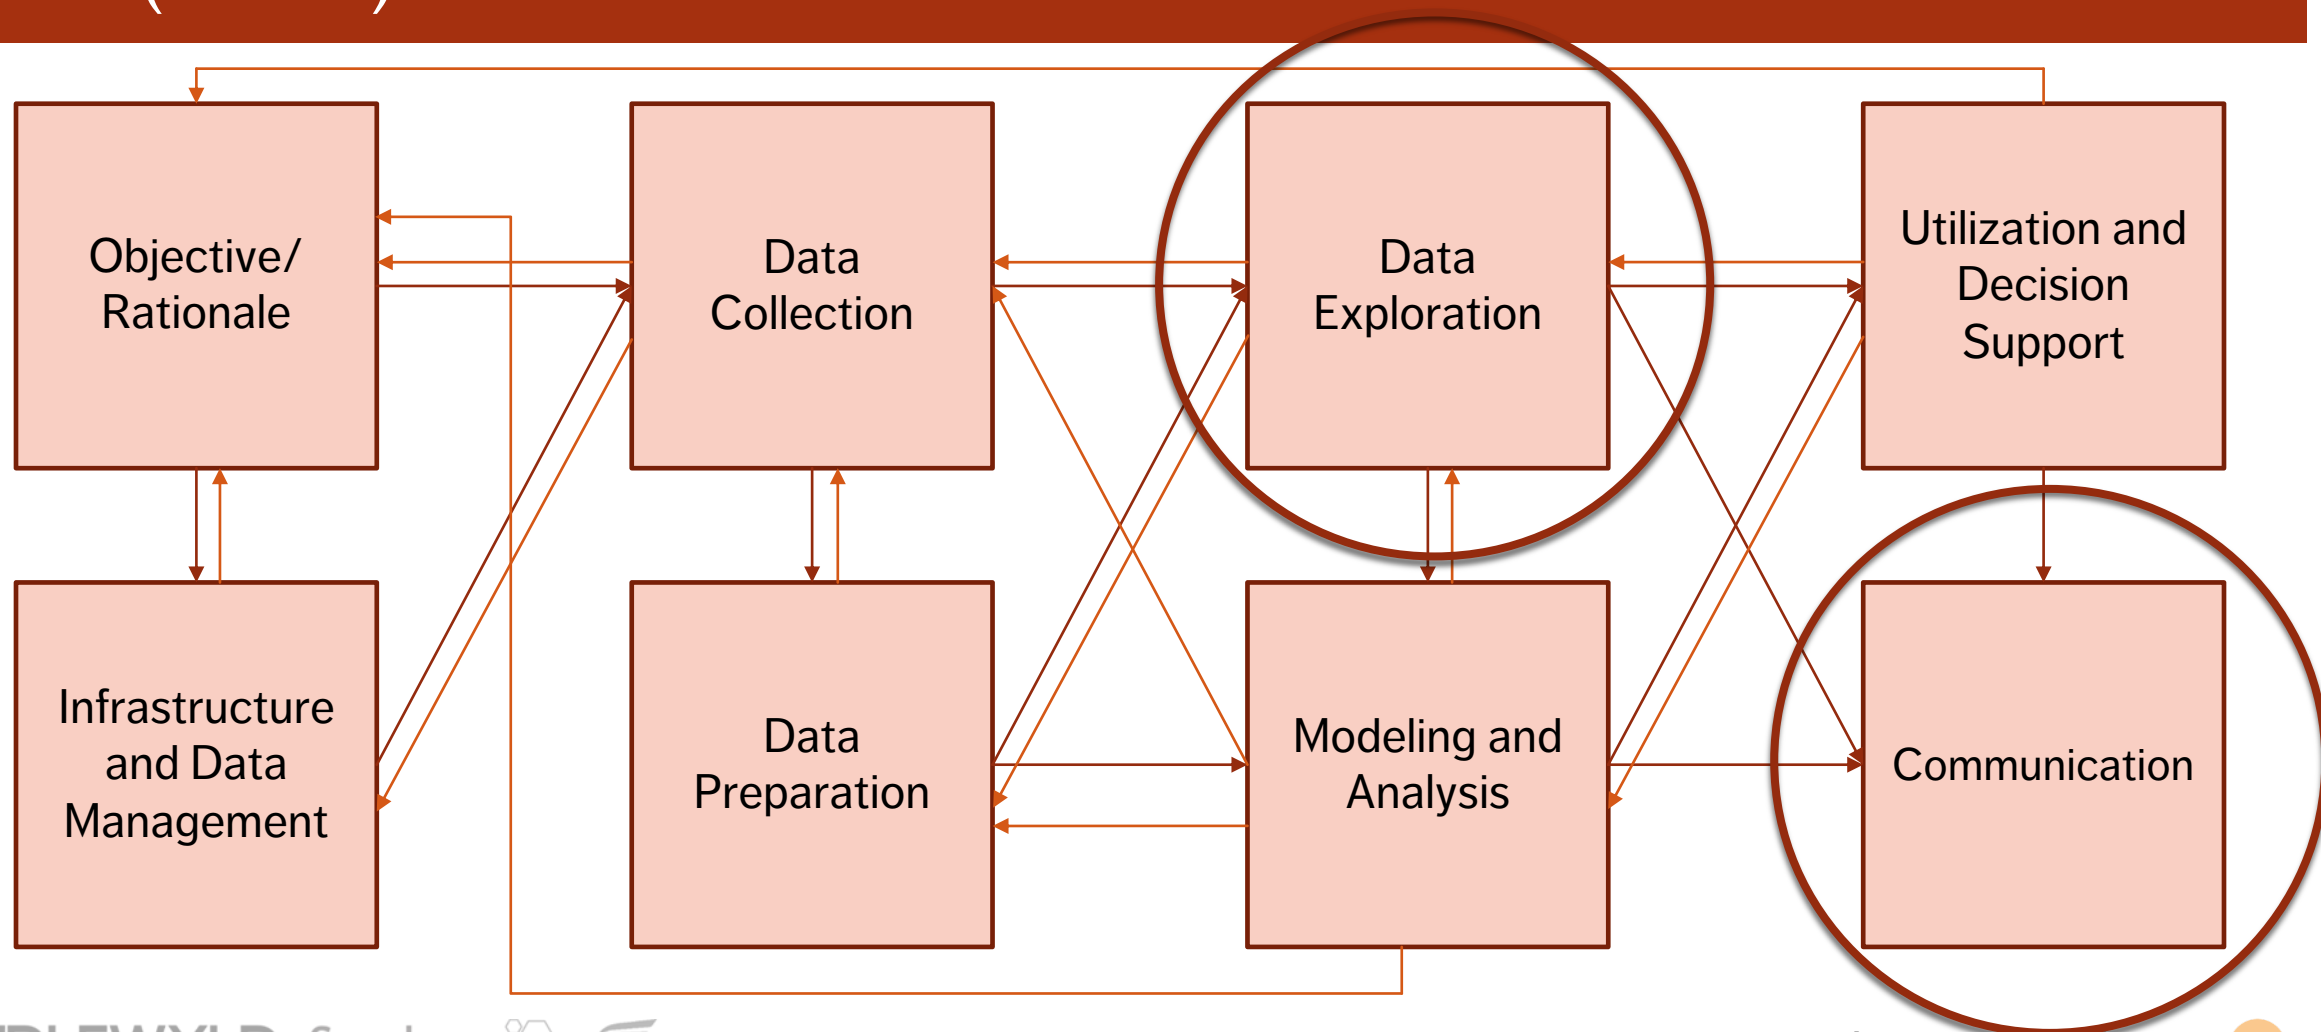 Objective/
Rationale
Data
Collection
Data
Exploration
Utilization and
Decision
Support
Infrastructure
and Data
Management
Data
Preparation
Modeling and
Analysis
Communication